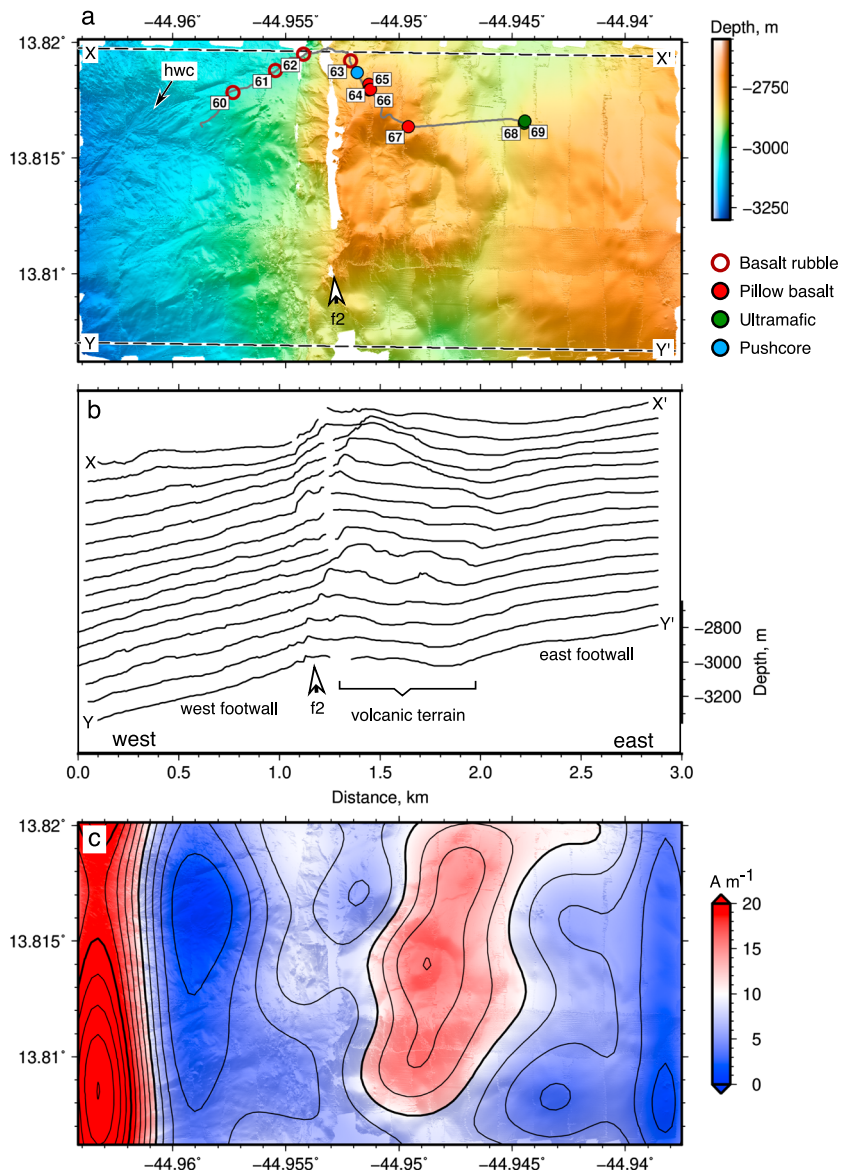 a
−44.96˚ −44.955˚ −44.95˚ −44.945˚ −44.94˚
Depth, m
13.82˚
13.815˚
13.81˚
X X'
hwc
60 61 62 63 64 65 66 67 68 69
f2
Y Y'
−2750
−3000
−3250
Basalt rubble
Pillow basalt
Ultramafic
Pushcore
b
X X'
Y Y'
−2800
−3000
−3200
Depth, m
east footwall
west footwall
f2
volcanic terrain
west east
0.0 0.5 1.0 1.5 2.0 2.5 3.0
Distance, km
c
13.82˚
13.815˚
13.81˚
A m⁻¹
20
15
10
5
0
−44.96˚ −44.955˚ −44.95˚ −44.945˚ −44.94˚